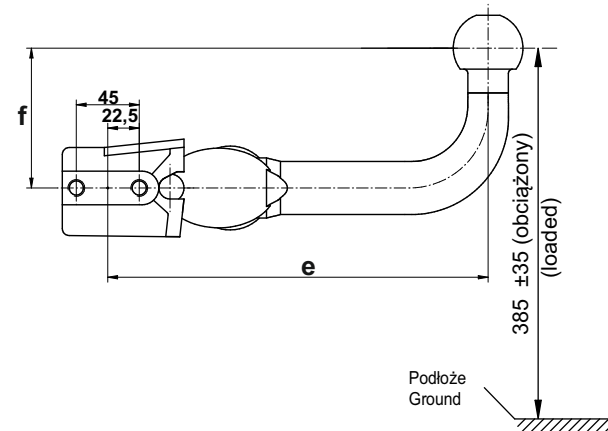 f
45
22,5
e
385 ±35 (obciążony)
(loaded)
Podłoże
Ground